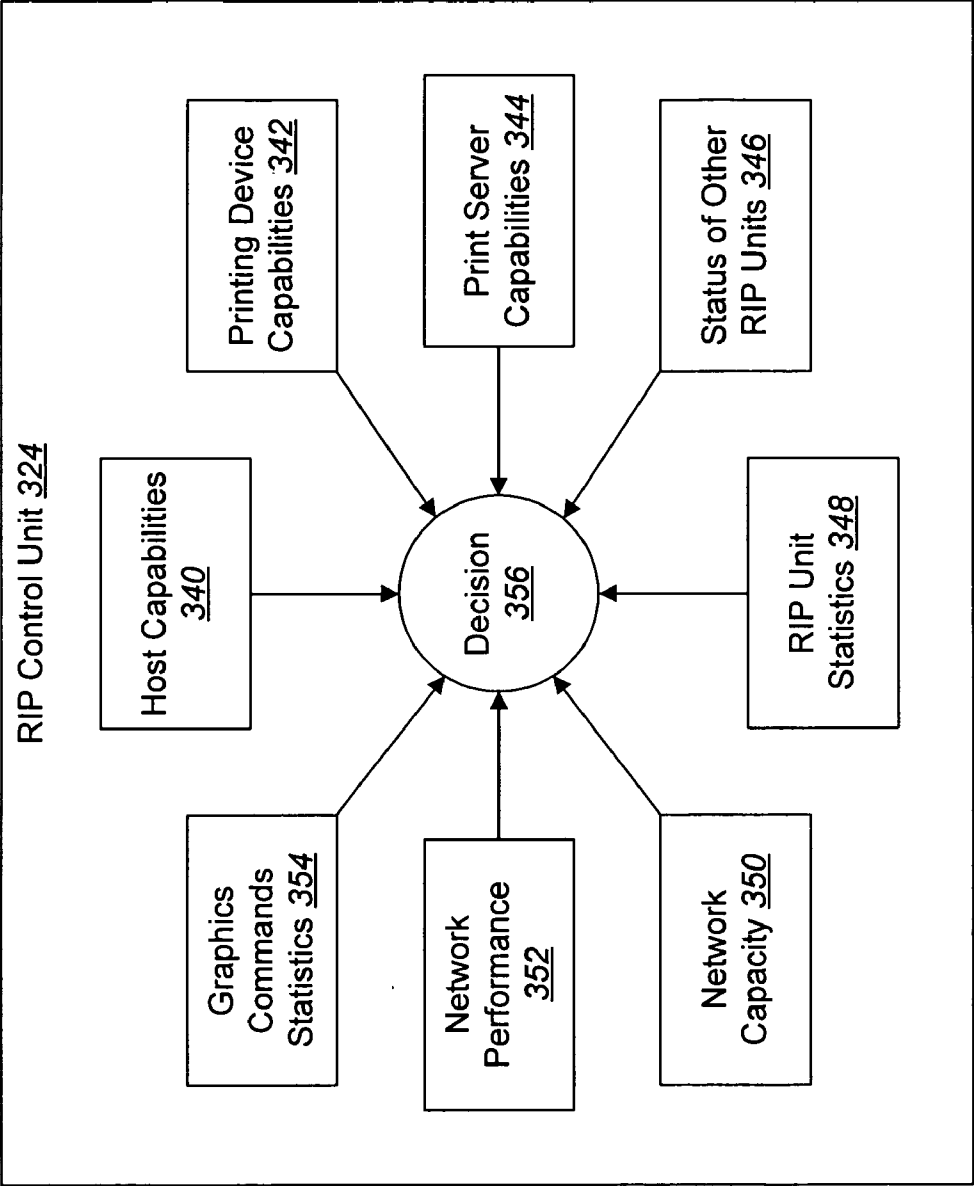 RIP Control Unit 324
Host Capabilities
340
Printing Device
Capabilities 342
Print Server
Capabilities 344
Status of Other
RIP Units 346
RIP Unit
Statistics 348
Network
Capacity 350
Network
Performance
352
Graphics
Commands
Statistics 354
Decision
356